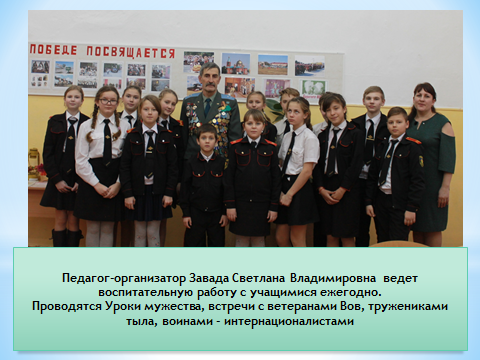 ПОБЕДЕ ПОСВЯЩАЕТСЯ
Педагог-организатор Завада Светлана Владимировна ведет
воспитательную работу с учащимися ежегодно.
Проводятся Уроки мужества, встречи с ветеранами Вов, тружениками
тыла, воинами - интернационалистами